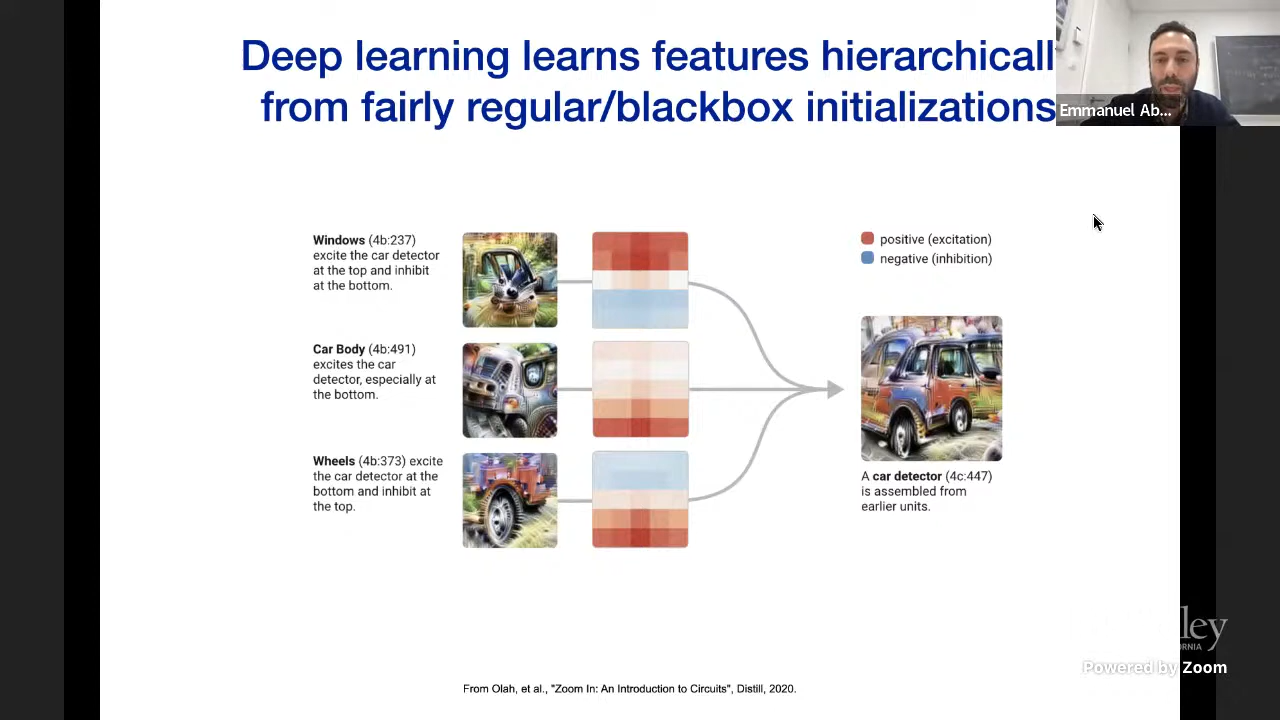 Deep learning learns features hierarchicall
from fairly regular/blackbox initializations
Emmanuel Ab...
Windows (4b:237)
excite the car detector
at the top and inhibit
at the bottom.
Car Body (4b:491)
excites the car
detector, especially at
the bottom.
Wheels (4b:373) excite
the car detector at the
bottom and inhibit at
the top.
positive (excitation)
negative (inhibition)
A car detector (4c:447)
is assembled from
earlier units.
ley
RNIA
Powered by Zoom
From Olah, et al., "Zoom In: An Introduction to Circuits", Distill, 2020.